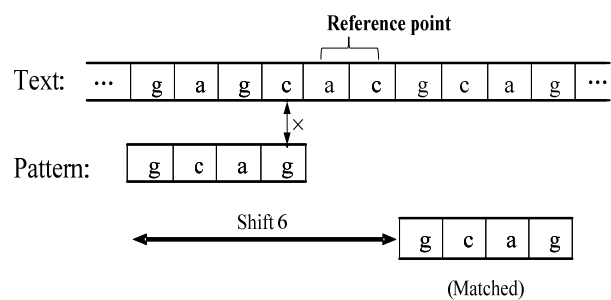 Reference point
Text: ... g a g c a c g c a g ...
×
Pattern: g c a g
Shift 6
g c a g
(Matched)